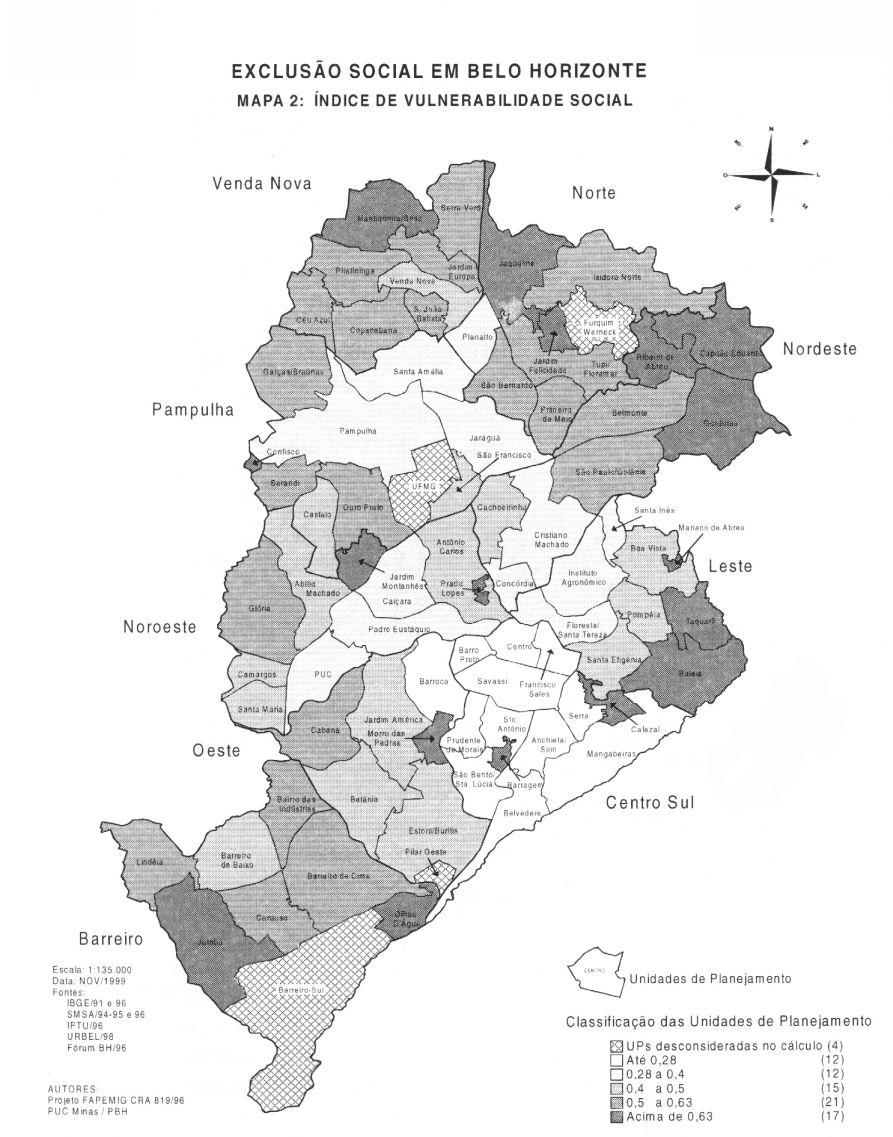 EXCLUSÃO SOCIAL EM BELO HORIZONTE
MAPA 2: ÍNDICE DE VULNERABILIDADE SOCIAL
N
O
L
S
Venda Nova
Norte
Nordeste
Pampulha
Noroeste
Leste
Oeste
Centro Sul
Barreiro
Serra Verde
Jaqueline
Isidoro Norte
Piratininga
Jardim
Europa
Venda Nova
Céu Azul
Copacabana
S. João
Batista
Planalto
Furquim
Werneck
Jardim
Felicidade
Tupi/
Floramar
Ribeiro de
Abreu
Capitão Eduardo
Garças/Braúnas
Santa Amélia
São Bernardo
Primeiro
de Maio
Belmonte
Gorduras
Pampulha
Jaraguá
São Francisco
Confisco
Sarandi
UFMG
São Paulo/Goiânia
Castelo
Ouro Preto
Cachoeirinha
Cristiano
Machado
Santa Inês
Mariano de Abreu
Boa Vista
Antônio
Carlos
Jardim
Montanhês
Prado
Lopes
Concórdia
Instituto
Agronômico
Abílio
Machado
Caiçara
Glória
Padre Eustáquio
Floresta/
Santa Tereza
Pompéia
Taquaril
Centro
Barro
Preto
Santa Efigênia
Baleia
Camargos
PUC
Barroca
Savassi
Francisco
Sales
Santa Maria
Cabana
Jardim América
Morro das
Pedras
Prudente
de Morais
Sto
Antônio
Serra
Cafezal
Anchieta/
Sion
Mangabeiras
São Bento/
Sta. Lúcia
Barragem
Belvedere
Bairro das
Indústrias
Betânia
Estoril/Buritis
Pilar Oeste
Lindéia
Barreiro
de Baixo
Barreiro de Cima
Cardoso
Olhos
D'Água
Jatobá
Barreiro-Sul
Escala: 1:135.000
Data: NOV/1999
Fontes:
IBGE/91 e 96
SMSA/94-95 e 96
IPTU/96
URBEL/98
Fórum BH/96
AUTORES:
Projeto FAPEMIG CRA 819/96
PUC Minas / PBH
CENTRO
Unidades de Planejamento
Classificação das Unidades de Planejamento
UPs desconsideradas no cálculo (4)
Até 0,28 (12)
0,28 a 0,4 (12)
0,4 a 0,5 (15)
0,5 a 0,63 (21)
Acima de 0,63 (17)